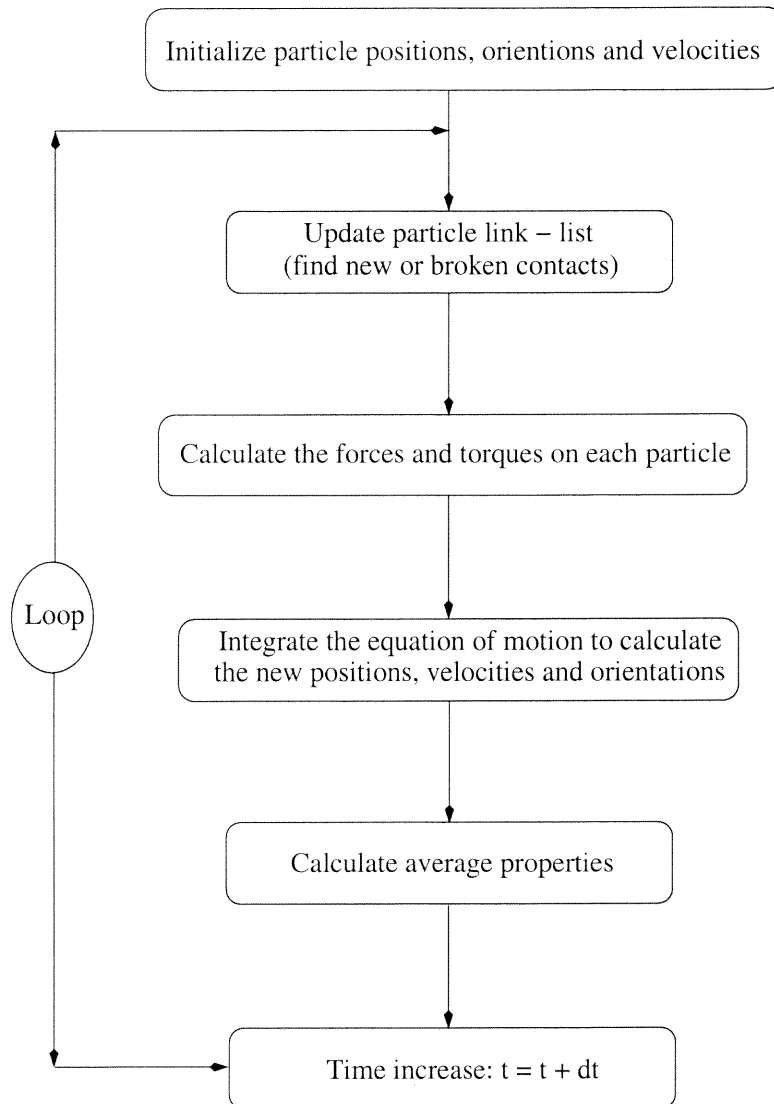 Initialize particle positions, orientions and velocities
Update particle link – list
(find new or broken contacts)
Calculate the forces and torques on each particle
Loop
Integrate the equation of motion to calculate
the new positions, velocities and orientations
Calculate average properties
Time increase: t = t + dt